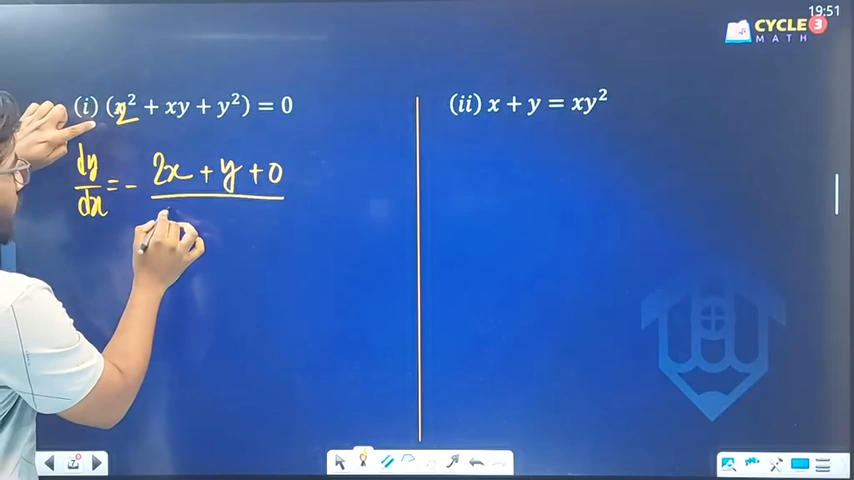 19:51
CYCLE 3
MATH
(i) (x² + xy + y²) = 0
dy/dx = - 2x + y + 0
(ii) x + y = xy²